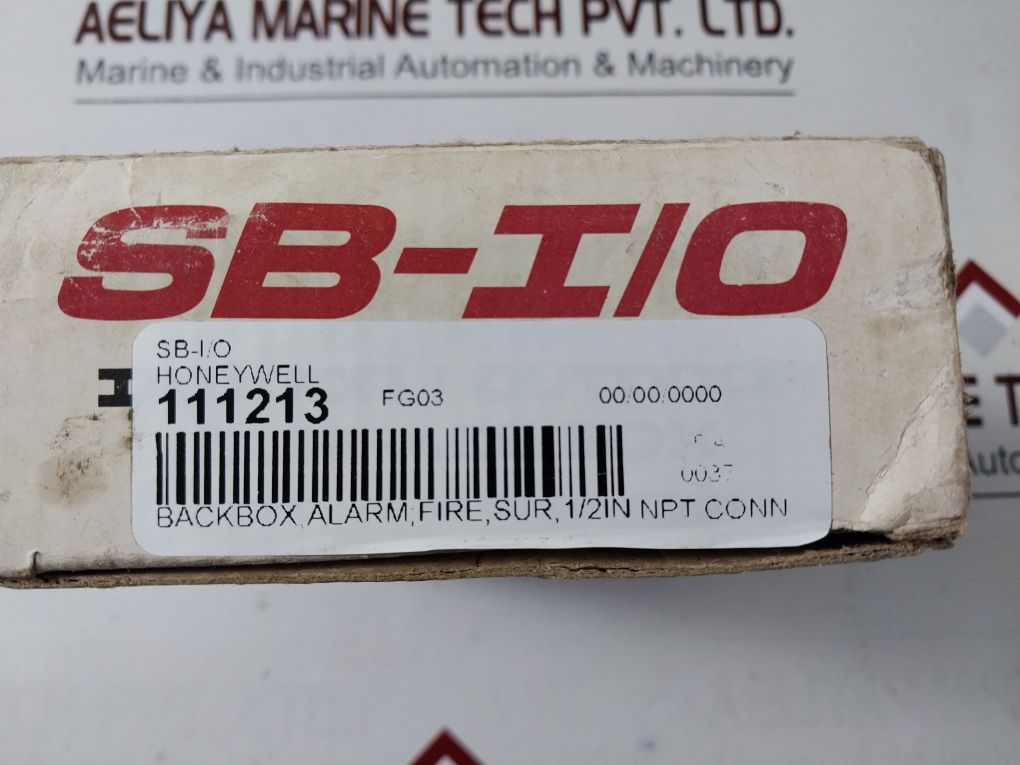 AELIYA MARINE TECH PVT. LTD.
Marine & Industrial Automation & Machinery
SB-I/O
SB-I/O
HONEYWELL
111213 FG03 00/00/0000
0037
BACKBOX,ALARM;FIRE,SUR,1/2IN NPT CONN